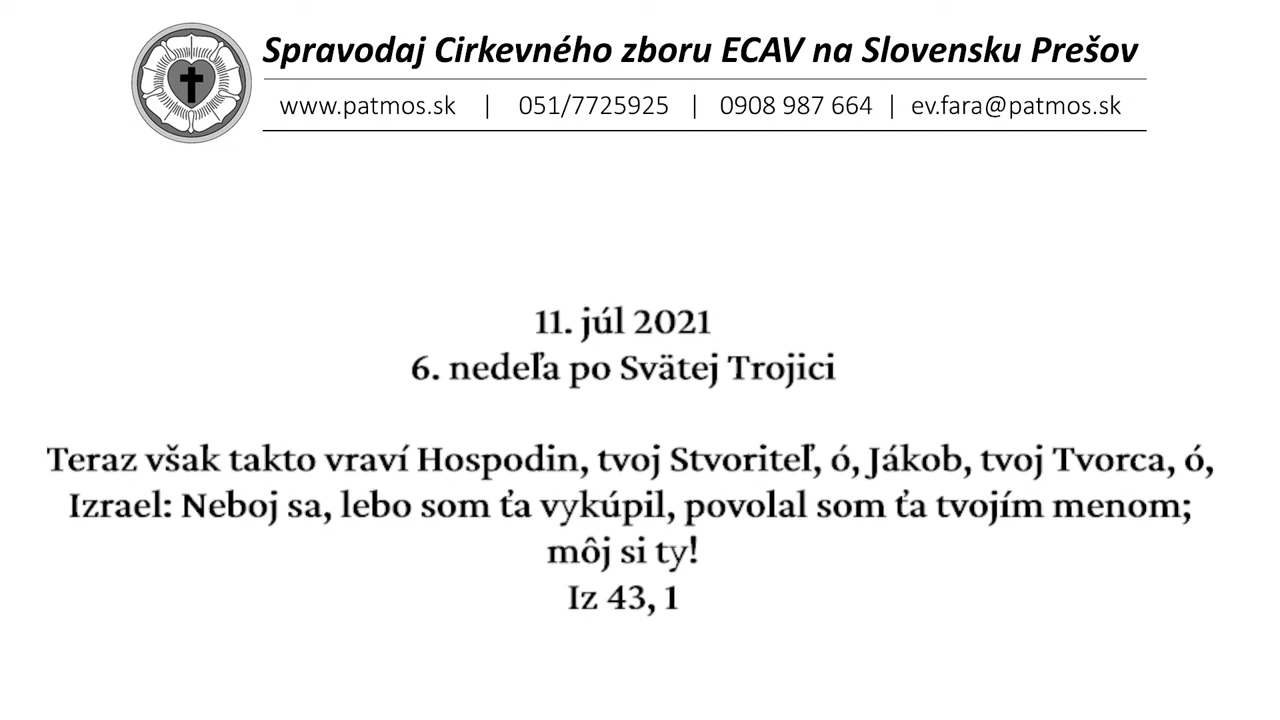 Spravodaj Cirkevného zboru ECAV na Slovensku Prešov
www.patmos.sk | 051/7725925 | 0908 987 664 | ev.fara@patmos.sk
11. júl 2021
6. nedeľa po Svätej Trojici
Teraz však takto vraví Hospodin, tvoj Stvoriteľ, ó, Jákob, tvoj Tvorca, ó,
Izrael: Neboj sa, lebo som ťa vykúpil, povolal som ťa tvojím menom;
môj si ty!
Iz 43, 1